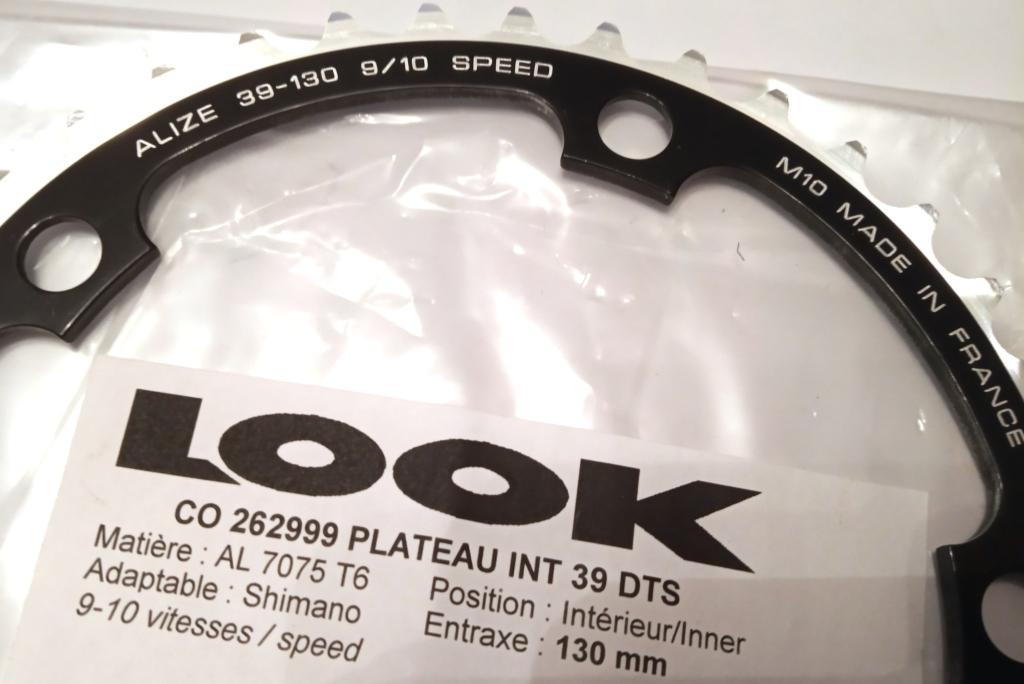 ALIZE 39-130 9/10 SPEED
M10 MADE IN FRANCE
LOOK
CO 262999 PLATEAU INT 39 DTS
Matière : AL 7075 T6
Position : Intérieur/Inner
Adaptable : Shimano
Entraxe : 130 mm
9-10 vitesses / speed